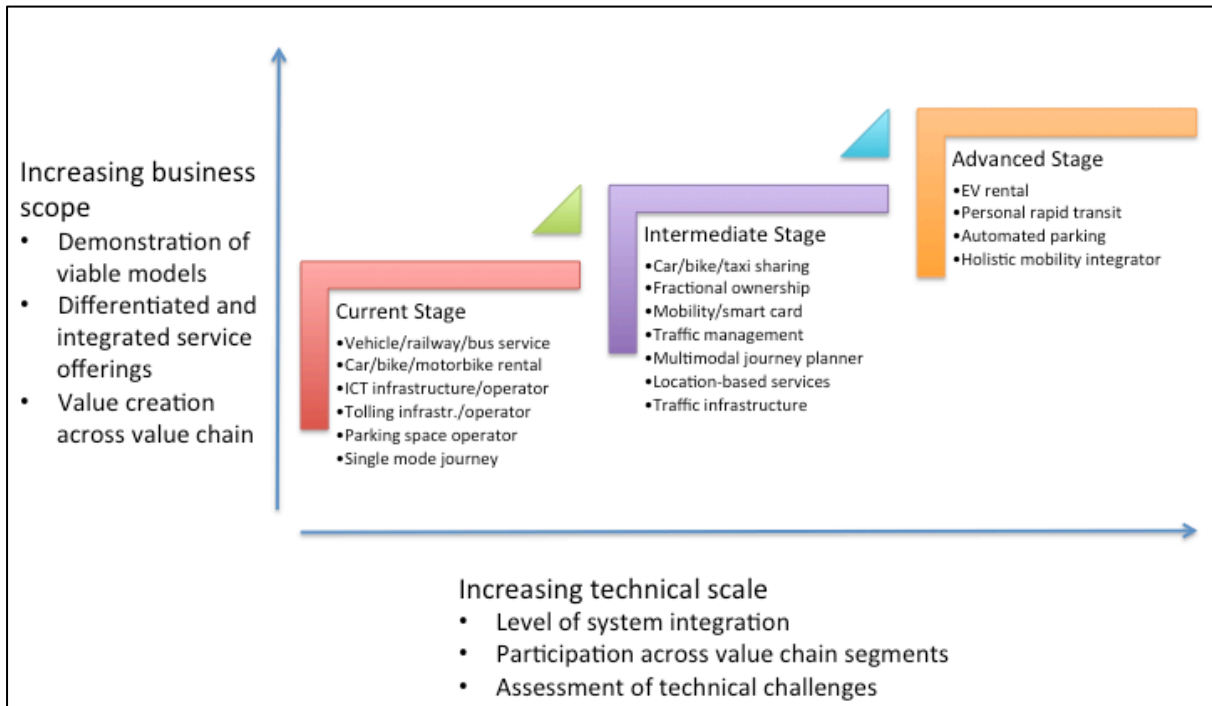 Increasing business
scope
• Demonstration of
viable models
• Differentiated and
integrated service
offerings
• Value creation
across value chain
Current Stage
•Vehicle/railway/bus service
•Car/bike/motorbike rental
•ICT infrastructure/operator
•Tolling infrastr./operator
•Parking space operator
•Single mode journey
Intermediate Stage
•Car/bike/taxi sharing
•Fractional ownership
•Mobility/smart card
•Traffic management
•Multimodal journey planner
•Location-based services
•Traffic infrastructure
Advanced Stage
•EV rental
•Personal rapid transit
•Automated parking
•Holistic mobility integrator
Increasing technical scale
• Level of system integration
• Participation across value chain segments
• Assessment of technical challenges